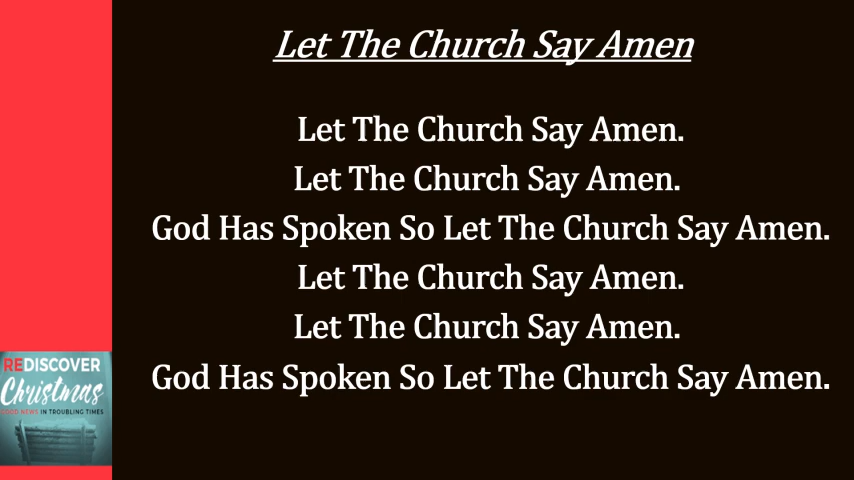 Let The Church Say Amen
Let The Church Say Amen.
Let The Church Say Amen.
God Has Spoken So Let The Church Say Amen.
Let The Church Say Amen.
Let The Church Say Amen.
God Has Spoken So Let The Church Say Amen.
REDISCOVER
Christmas
GOOD NEWS IN TROUBLING TIMES